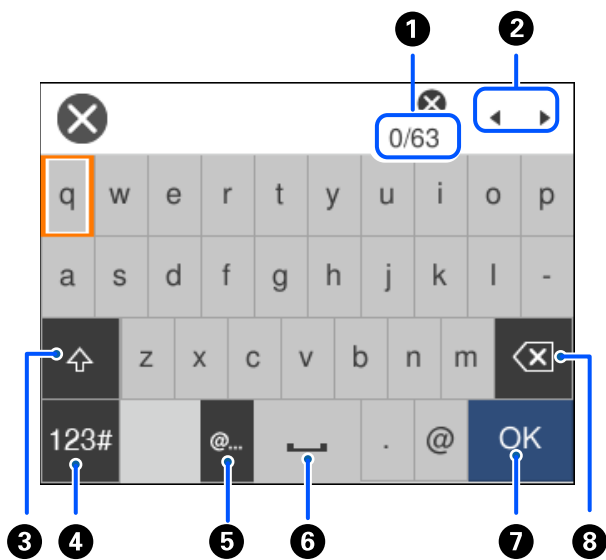 1 2
0/63
q w e r t y u i o p
a s d f g h j k l -
z x c v b n m
123# @... . @ OK
3 4 5 6 7 8